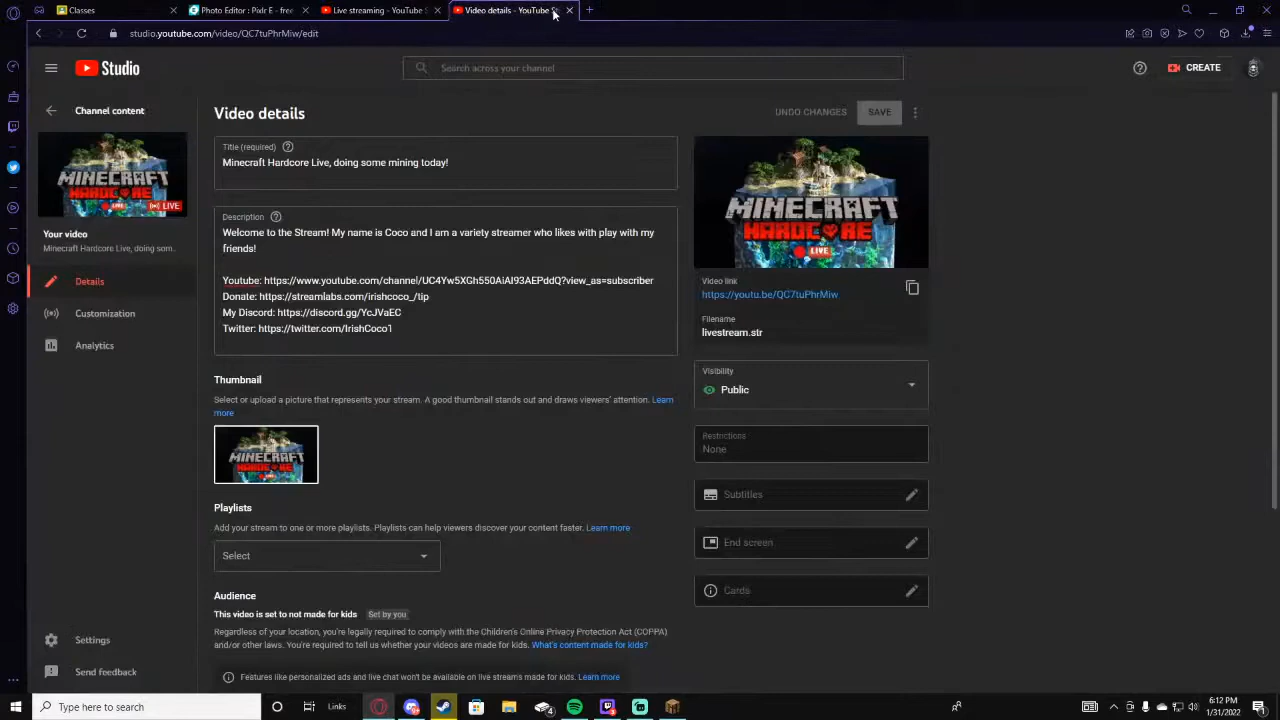 Classes
Photo Editor : Pixlr E - free
Live streaming - YouTube S
Video details - YouTube
studio.youtube.com/video/QC7tuPhrMiw/edit
Studio
Search across your channel
CREATE
Channel content
MINECRAFT
HARDCORE
LIVE
LIVE
Your video
Minecraft Hardcore Live, doing som..
Details
Customization
Analytics
Settings
Send feedback
Video details
UNDO CHANGES
SAVE
Title (required)
Minecraft Hardcore Live, doing some mining today!
Description
Welcome to the Stream! My name is Coco and I am a variety streamer who likes with play with my
friends!
Youtube: https://www.youtube.com/channel/UC4Yw5XGh550AiAI93AEPddQ?view_as=subscriber
Donate: https://streamlabs.com/irishcoco_/tip
My Discord: https://discord.gg/YcJVaEC
Twitter: https://twitter.com/IrishCoco1
Thumbnail
Select or upload a picture that represents your stream. A good thumbnail stands out and draws viewers' attention. Learn
more
MINECRAFT
HARDCORE
LIVE
Playlists
Add your stream to one or more playlists. Playlists can help viewers discover your content faster. Learn more
Select
Audience
This video is set to not made for kids Set by you
Regardless of your location, you're legally required to comply with the Children's Online Privacy Protection Act (COPPA)
and/or other laws. You're required to tell us whether your videos are made for kids. What's content made for kids?
Features like personalized ads and live chat won't be available on live streams made for kids. Learn more
MINECRAFT
HARDCORE
LIVE
Video link
https://youtu.be/QC7tuPhrMiw
Filename
livestream.str
Visibility
Public
Restrictions
None
Subtitles
End screen
Cards
Type here to search
Links
6:12 PM
1/31/2022